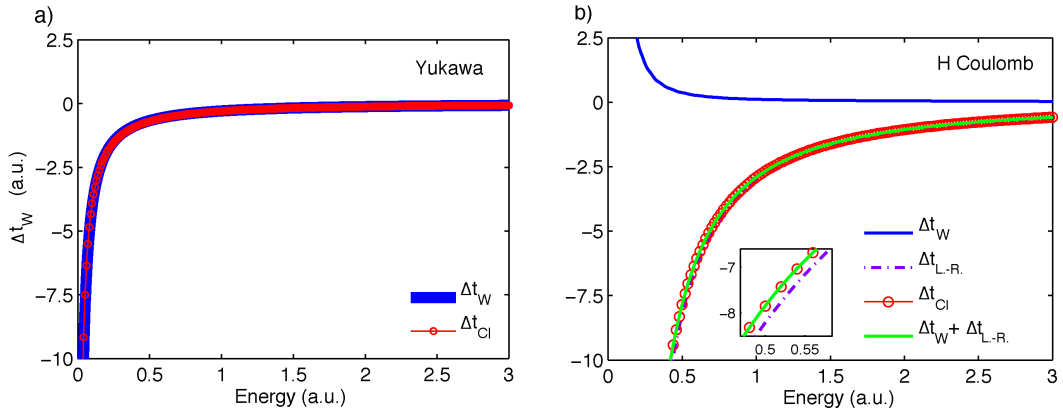 a)
2.5
0
−2.5
−5
−7.5
−10
Δt_W (a.u.)
Yukawa
Δt_W
Δt_Cl
0 0.5 1 1.5 2 2.5 3
Energy (a.u.)
b)
2.5
0
−2.5
−5
−7.5
−10
H Coulomb
Δt_W
Δt_L.-R.
Δt_Cl
Δt_W + Δt_L.-R.
−7
−8
0.5 0.55
0 0.5 1 1.5 2 2.5 3
Energy (a.u.)